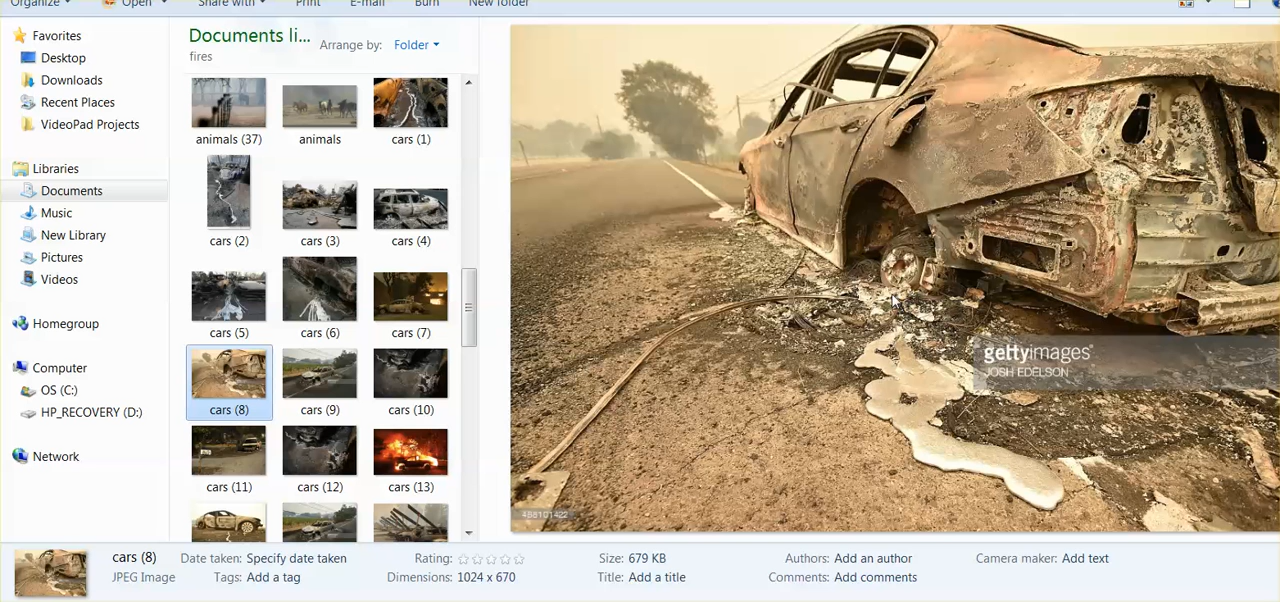 Organize Open Share with Print E-mail Burn New folder
Favorites
Desktop
Downloads
Recent Places
VideoPad Projects
Libraries
Documents
Music
New Library
Pictures
Videos
Homegroup
Computer
OS (C:)
HP_RECOVERY (D:)
Network
Documents li...
fires
Arrange by: Folder
animals (37) animals cars (1)
cars (2) cars (3) cars (4)
cars (5) cars (6) cars (7)
cars (8) cars (9) cars (10)
cars (11) cars (12) cars (13)
gettyimages
JOSH EDELSON
488101422
cars (8) Date taken: Specify date taken Rating: Size: 679 KB Authors: Add an author Camera maker: Add text
JPEG Image Tags: Add a tag Dimensions: 1024 x 670 Title: Add a title Comments: Add comments